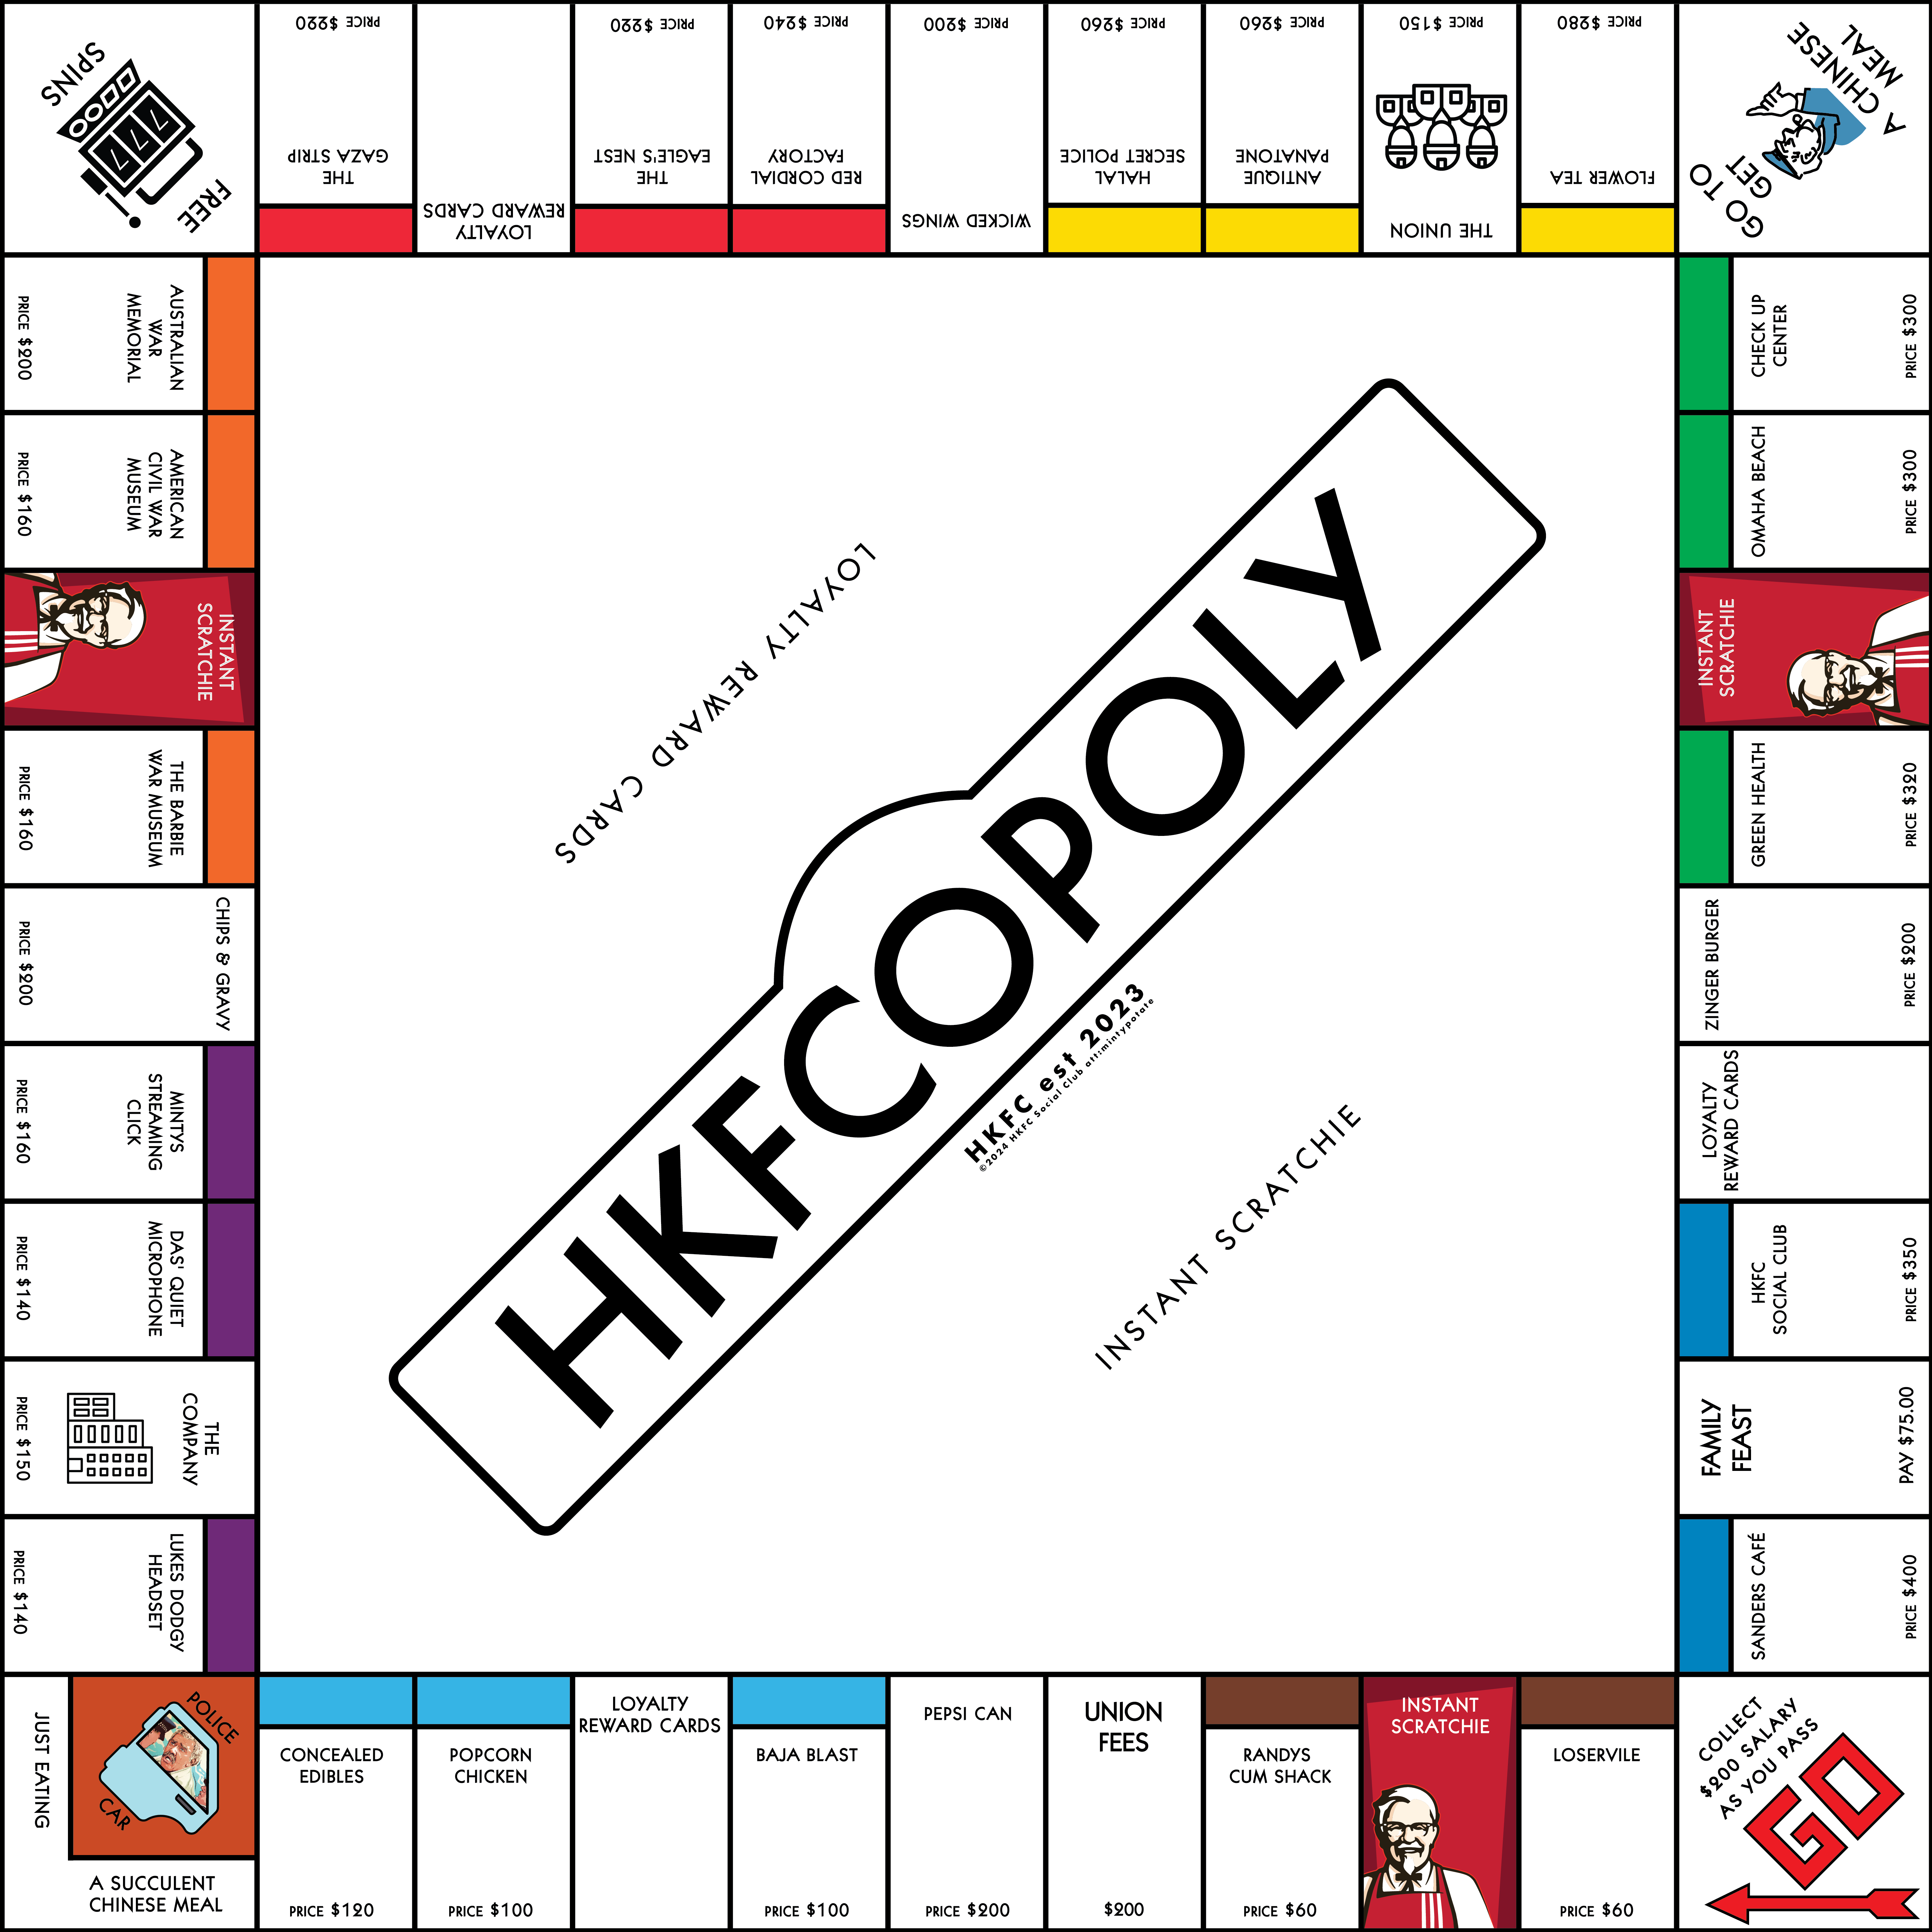 FREE
SPINS
THE
GAZA STRIP
PRICE $220
LOYALTY
REWARD CARDS
THE
EAGLE'S NEST
PRICE $220
RED CORDIAL
FACTORY
PRICE $240
WICKED WINGS
PRICE $200
HALAL
SECRET POLICE
PRICE $260
ANTIQUE
PANATONE
PRICE $260
THE UNION
PRICE $150
FLOWER TEA
PRICE $280
GO TO
GET
A CHINESE
MEAL
CHECK UP
CENTER
PRICE $300
OMAHA BEACH
PRICE $300
INSTANT
SCRATCHIE
GREEN HEALTH
PRICE $320
ZINGER BURGER
PRICE $200
LOYALTY
REWARD CARDS
HKFC
SOCIAL CLUB
PRICE $350
FAMILY
FEAST
PAY $75.00
SANDERS CAFÉ
PRICE $400
COLLECT
$200 SALARY
AS YOU PASS
GO
LOSERVILE
PRICE $60
INSTANT
SCRATCHIE
RANDYS
CUM SHACK
PRICE $60
UNION
FEES
$200
PEPSI CAN
PRICE $200
BAJA BLAST
PRICE $100
LOYALTY
REWARD CARDS
POPCORN
CHICKEN
PRICE $100
CONCEALED
EDIBLES
PRICE $120
JUST EATING
POLICE
CAR
A SUCCULENT
CHINESE MEAL
LUKES DODGY
HEADSET
PRICE $140
THE
COMPANY
PRICE $150
DAS' QUIET
MICROPHONE
PRICE $140
MINTYS
STREAMING
CLICK
PRICE $160
CHIPS & GRAVY
PRICE $200
THE BARBIE
WAR MUSEUM
PRICE $160
INSTANT
SCRATCHIE
AMERICAN
CIVIL WAR
MUSEUM
PRICE $160
AUSTRALIAN
WAR
MEMORIAL
PRICE $200
777
LOYALTY REWARD CARDS
HKFCOPOLY
HKFC est 2023
©2024 HKFC Social Club att:mintypotate
INSTANT SCRATCHIE